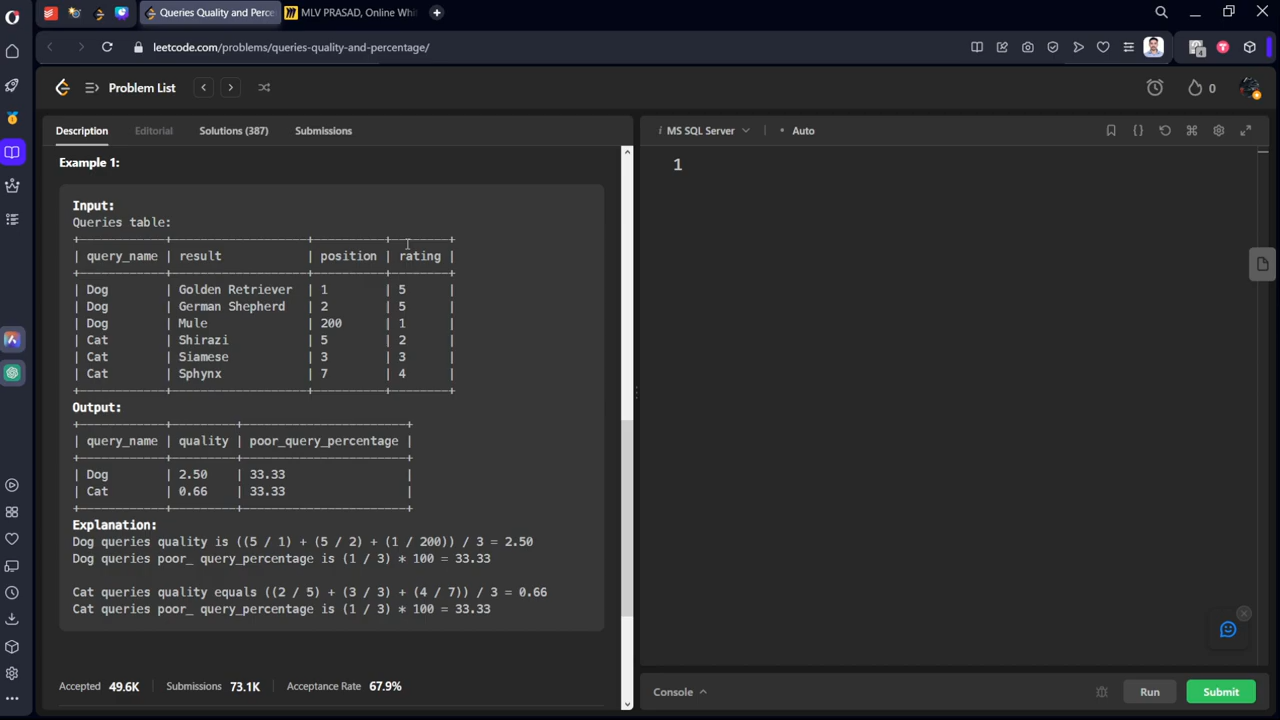 Queries Quality and Perce
MLV PRASAD, Online Whi
leetcode.com/problems/queries-quality-and-percentage/
4
Problem List
0
Description
Editorial
Solutions (387)
Submissions
i MS SQL Server
• Auto
1
Example 1:
Input:
Queries table:
+------------+-------------------+----------+--------+
| query_name | result | position | rating |
+------------+-------------------+----------+--------+
| Dog | Golden Retriever | 1 | 5 |
| Dog | German Shepherd | 2 | 5 |
| Dog | Mule | 200 | 1 |
| Cat | Shirazi | 5 | 2 |
| Cat | Siamese | 3 | 3 |
| Cat | Sphynx | 7 | 4 |
+------------+-------------------+----------+--------+
Output:
+------------+---------+-----------------------+
| query_name | quality | poor_query_percentage |
+------------+---------+-----------------------+
| Dog | 2.50 | 33.33 |
| Cat | 0.66 | 33.33 |
+------------+---------+-----------------------+
Explanation:
Dog queries quality is ((5 / 1) + (5 / 2) + (1 / 200)) / 3 = 2.50
Dog queries poor_ query_percentage is (1 / 3) * 100 = 33.33
Cat queries quality equals ((2 / 5) + (3 / 3) + (4 / 7)) / 3 = 0.66
Cat queries poor_ query_percentage is (1 / 3) * 100 = 33.33
Accepted 49.6K
Submissions 73.1K
Acceptance Rate 67.9%
Console
Run
Submit